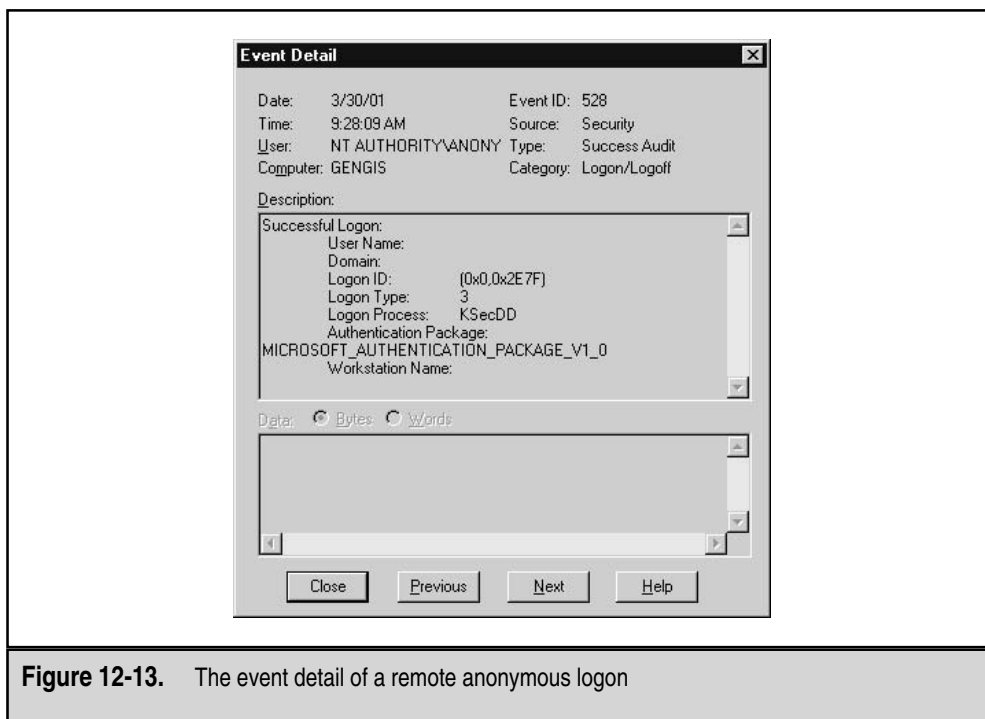 Event Detail
Date: 3/30/01 Event ID: 528
Time: 9:28:09 AM Source: Security
User: NT AUTHORITY\ANONY Type: Success Audit
Computer: GENGIS Category: Logon/Logoff
Description:
Successful Logon:
User Name:
Domain:
Logon ID: (0x0,0x2E7F)
Logon Type: 3
Logon Process: KSecDD
Authentication Package:
MICROSOFT_AUTHENTICATION_PACKAGE_V1_0
Workstation Name:
Data: Bytes Words
Close Previous Next Help
Figure 12-13. The event detail of a remote anonymous logon